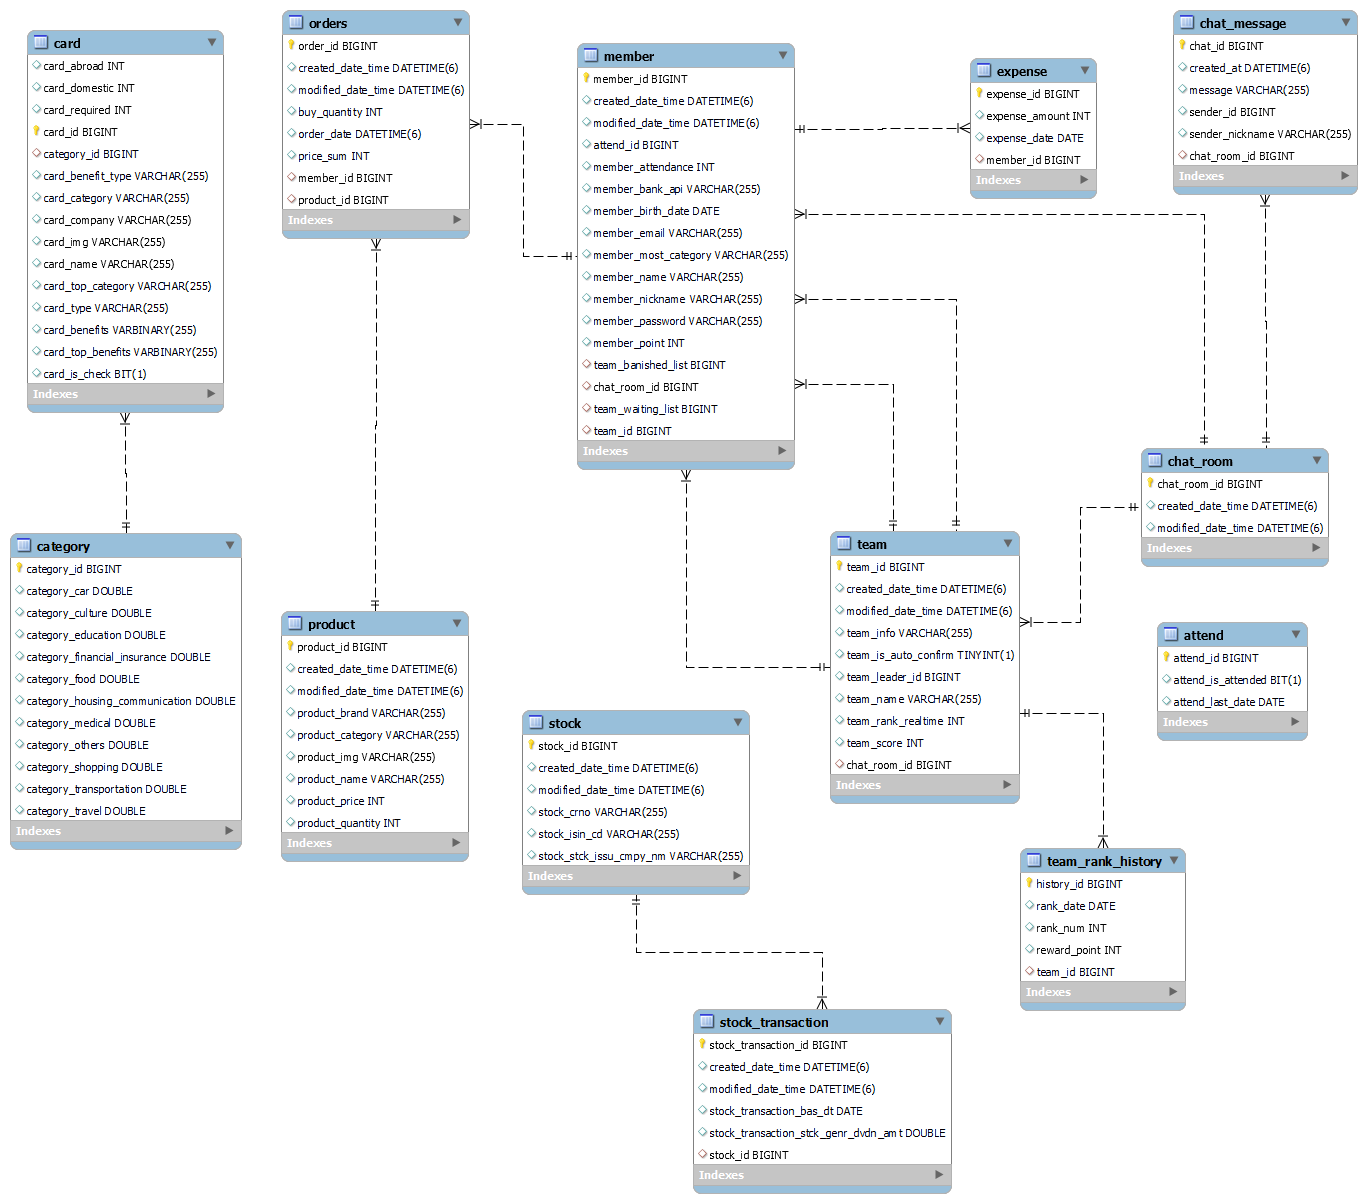 card
card_abroad INT
card_domestic INT
card_required INT
card_id BIGINT
category_id BIGINT
card_benefit_type VARCHAR(255)
card_category VARCHAR(255)
card_company VARCHAR(255)
card_img VARCHAR(255)
card_name VARCHAR(255)
card_top_category VARCHAR(255)
card_type VARCHAR(255)
card_benefits VARBINARY(255)
card_top_benefits VARBINARY(255)
card_is_check BIT(1)
Indexes
orders
order_id BIGINT
created_date_time DATETIME(6)
modified_date_time DATETIME(6)
buy_quantity INT
order_date DATETIME(6)
price_sum INT
member_id BIGINT
product_id BIGINT
Indexes
member
member_id BIGINT
created_date_time DATETIME(6)
modified_date_time DATETIME(6)
attend_id BIGINT
member_attendance INT
member_bank_api VARCHAR(255)
member_birth_date DATE
member_email VARCHAR(255)
member_most_category VARCHAR(255)
member_name VARCHAR(255)
member_nickname VARCHAR(255)
member_password VARCHAR(255)
member_point INT
team_banished_list BIGINT
chat_room_id BIGINT
team_waiting_list BIGINT
team_id BIGINT
Indexes
expense
expense_id BIGINT
expense_amount INT
expense_date DATE
member_id BIGINT
Indexes
chat_message
chat_id BIGINT
created_at DATETIME(6)
message VARCHAR(255)
sender_id BIGINT
sender_nickname VARCHAR(255)
chat_room_id BIGINT
Indexes
chat_room
chat_room_id BIGINT
created_date_time DATETIME(6)
modified_date_time DATETIME(6)
Indexes
category
category_id BIGINT
category_car DOUBLE
category_culture DOUBLE
category_education DOUBLE
category_financial_insurance DOUBLE
category_food DOUBLE
category_housing_communication DOUBLE
category_medical DOUBLE
category_others DOUBLE
category_shopping DOUBLE
category_transportation DOUBLE
category_travel DOUBLE
Indexes
product
product_id BIGINT
created_date_time DATETIME(6)
modified_date_time DATETIME(6)
product_brand VARCHAR(255)
product_category VARCHAR(255)
product_img VARCHAR(255)
product_name VARCHAR(255)
product_price INT
product_quantity INT
Indexes
team
team_id BIGINT
created_date_time DATETIME(6)
modified_date_time DATETIME(6)
team_info VARCHAR(255)
team_is_auto_confirm TINYINT(1)
team_leader_id BIGINT
team_name VARCHAR(255)
team_rank_realtime INT
team_score INT
chat_room_id BIGINT
Indexes
attend
attend_id BIGINT
attend_is_attended BIT(1)
attend_last_date DATE
Indexes
stock
stock_id BIGINT
created_date_time DATETIME(6)
modified_date_time DATETIME(6)
stock_crno VARCHAR(255)
stock_isin_cd VARCHAR(255)
stock_stck_issu_cmpy_nm VARCHAR(255)
Indexes
team_rank_history
history_id BIGINT
rank_date DATE
rank_num INT
reward_point INT
team_id BIGINT
Indexes
stock_transaction
stock_transaction_id BIGINT
created_date_time DATETIME(6)
modified_date_time DATETIME(6)
stock_transaction_bas_dt DATE
stock_transaction_stck_genr_dvdn_amt DOUBLE
stock_id BIGINT
Indexes